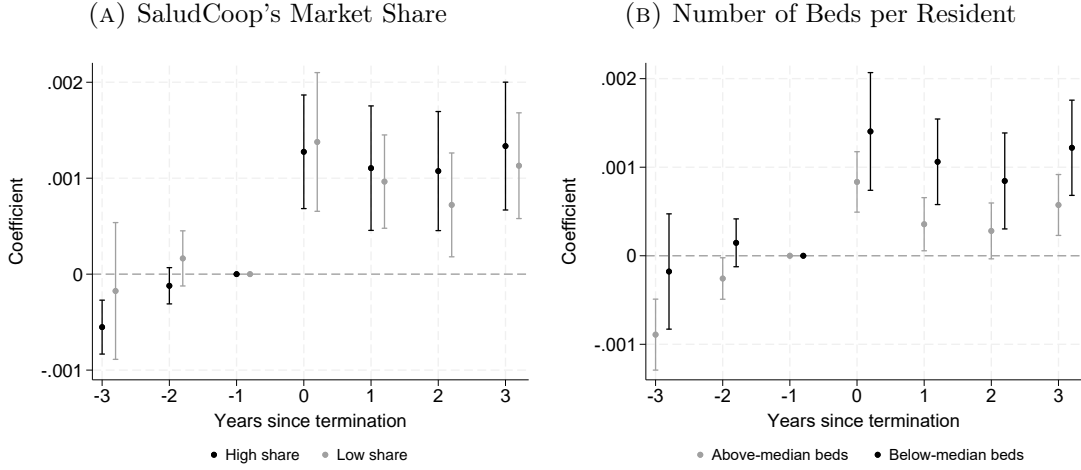 (A) SaludCoop's Market Share
.002
.001
0
-.001
Coefficient
-3 -2 -1 0 1 2 3
Years since termination
High share Low share
(B) Number of Beds per Resident
.002
.001
0
-.001
Coefficient
-3 -2 -1 0 1 2 3
Years since termination
Above-median beds Below-median beds